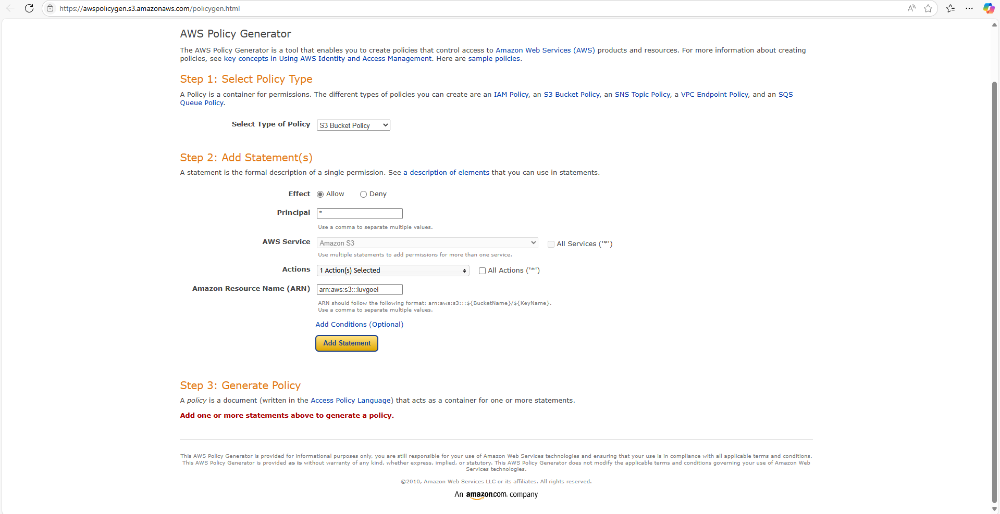 https://awspolicygen.s3.amazonaws.com/policygen.html
AWS Policy Generator
The AWS Policy Generator is a tool that enables you to create policies that control access to Amazon Web Services (AWS) products and resources. For more information about creating
policies, see key concepts in Using AWS Identity and Access Management. Here are sample policies.
Step 1: Select Policy Type
A Policy is a container for permissions. The different types of policies you can create are an IAM Policy, an S3 Bucket Policy, an SNS Topic Policy, a VPC Endpoint Policy, and an SQS
Queue Policy.
Select Type of Policy S3 Bucket Policy
Step 2: Add Statement(s)
A statement is the formal description of a single permission. See a description of elements that you can use in statements.
Effect Allow Deny
Principal *
Use a comma to separate multiple values.
AWS Service Amazon S3 All Services ('*')
Use multiple statements to add permissions for more than one service.
Actions 1 Action(s) Selected All Actions ('*')
Amazon Resource Name (ARN) arn:aws:s3:::luvgoel
ARN should follow the following format: arn:aws:s3:::${BucketName}/${KeyName}.
Use a comma to separate multiple values.
Add Conditions (Optional)
Add Statement
Step 3: Generate Policy
A policy is a document (written in the Access Policy Language) that acts as a container for one or more statements.
Add one or more statements above to generate a policy.
This AWS Policy Generator is provided for informational purposes only, you are still responsible for your use of Amazon Web Services technologies and ensuring that your use is in compliance with all applicable terms and conditions.
This AWS Policy Generator is provided as is without warranty of any kind, whether express, implied, or statutory. This AWS Policy Generator does not modify the applicable terms and conditions governing your use of Amazon Web
Services technologies.
©2010, Amazon Web Services LLC or its affiliates. All rights reserved.
An amazon.com. company